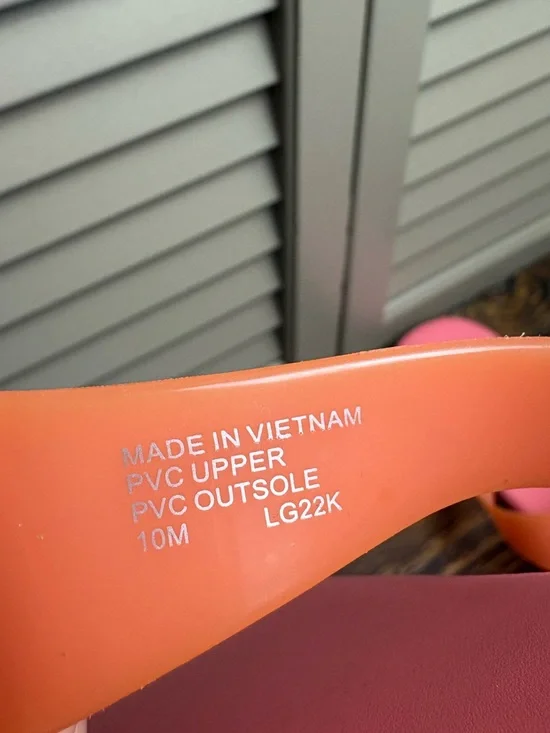 MADE IN VIETNAM
PVC UPPER
PVC OUTSOLE
10M LG22K